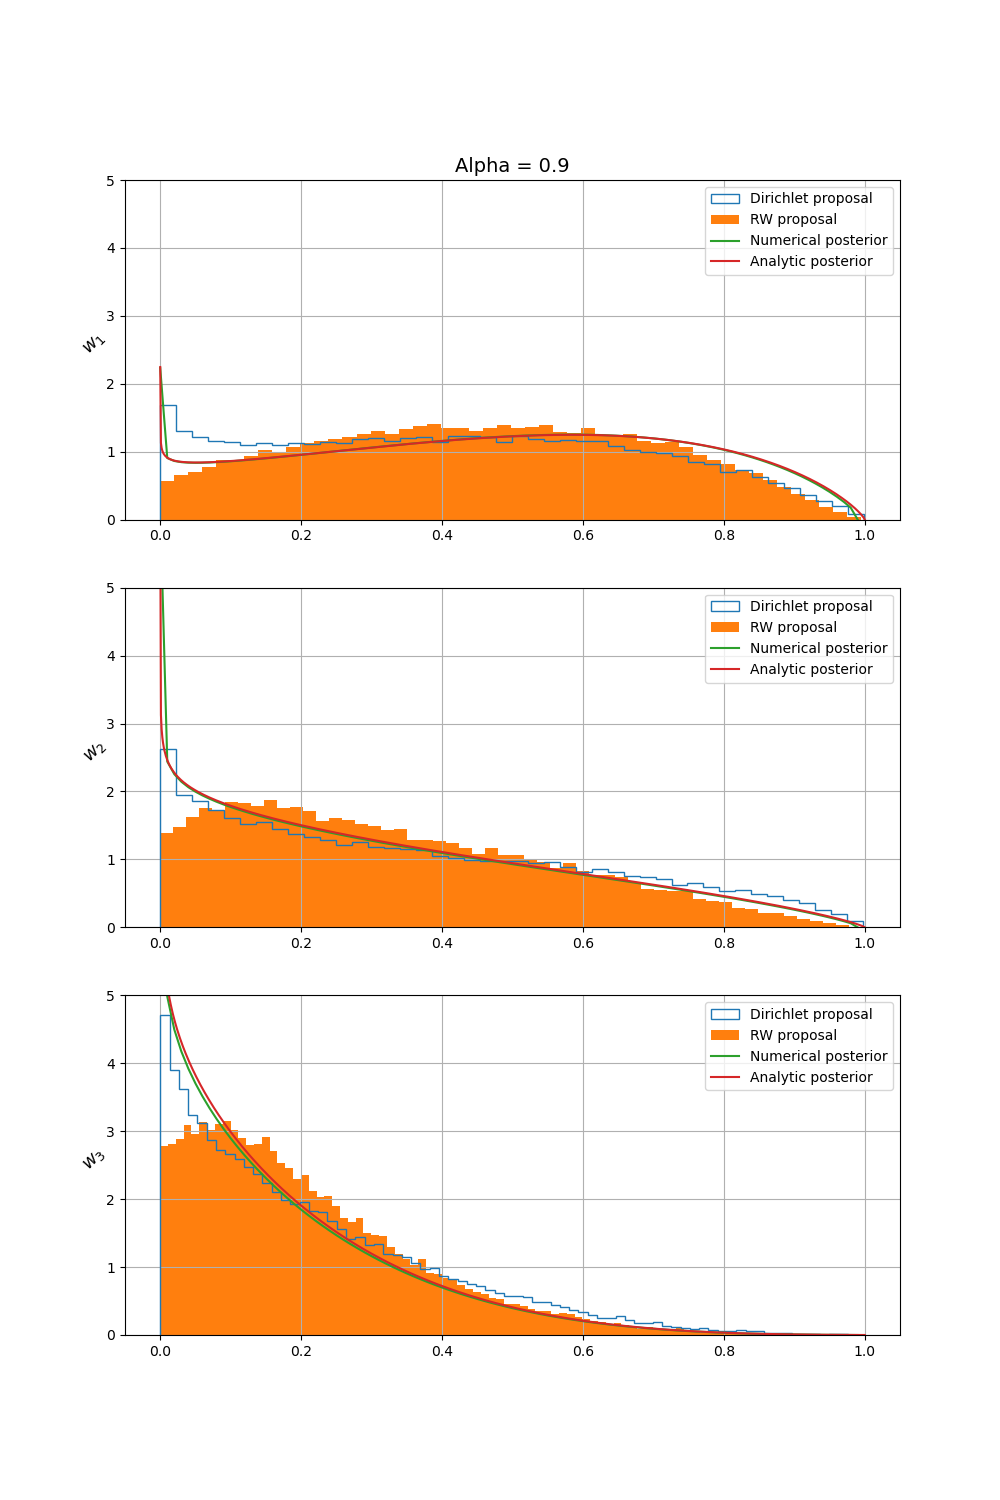 Alpha = 0.9
5
4
3
2
1
0
w₁
Dirichlet proposal
RW proposal
Numerical posterior
Analytic posterior
0.0 0.2 0.4 0.6 0.8 1.0
5
4
3
2
1
0
w₂
Dirichlet proposal
RW proposal
Numerical posterior
Analytic posterior
0.0 0.2 0.4 0.6 0.8 1.0
5
4
3
2
1
0
w₃
Dirichlet proposal
RW proposal
Numerical posterior
Analytic posterior
0.0 0.2 0.4 0.6 0.8 1.0